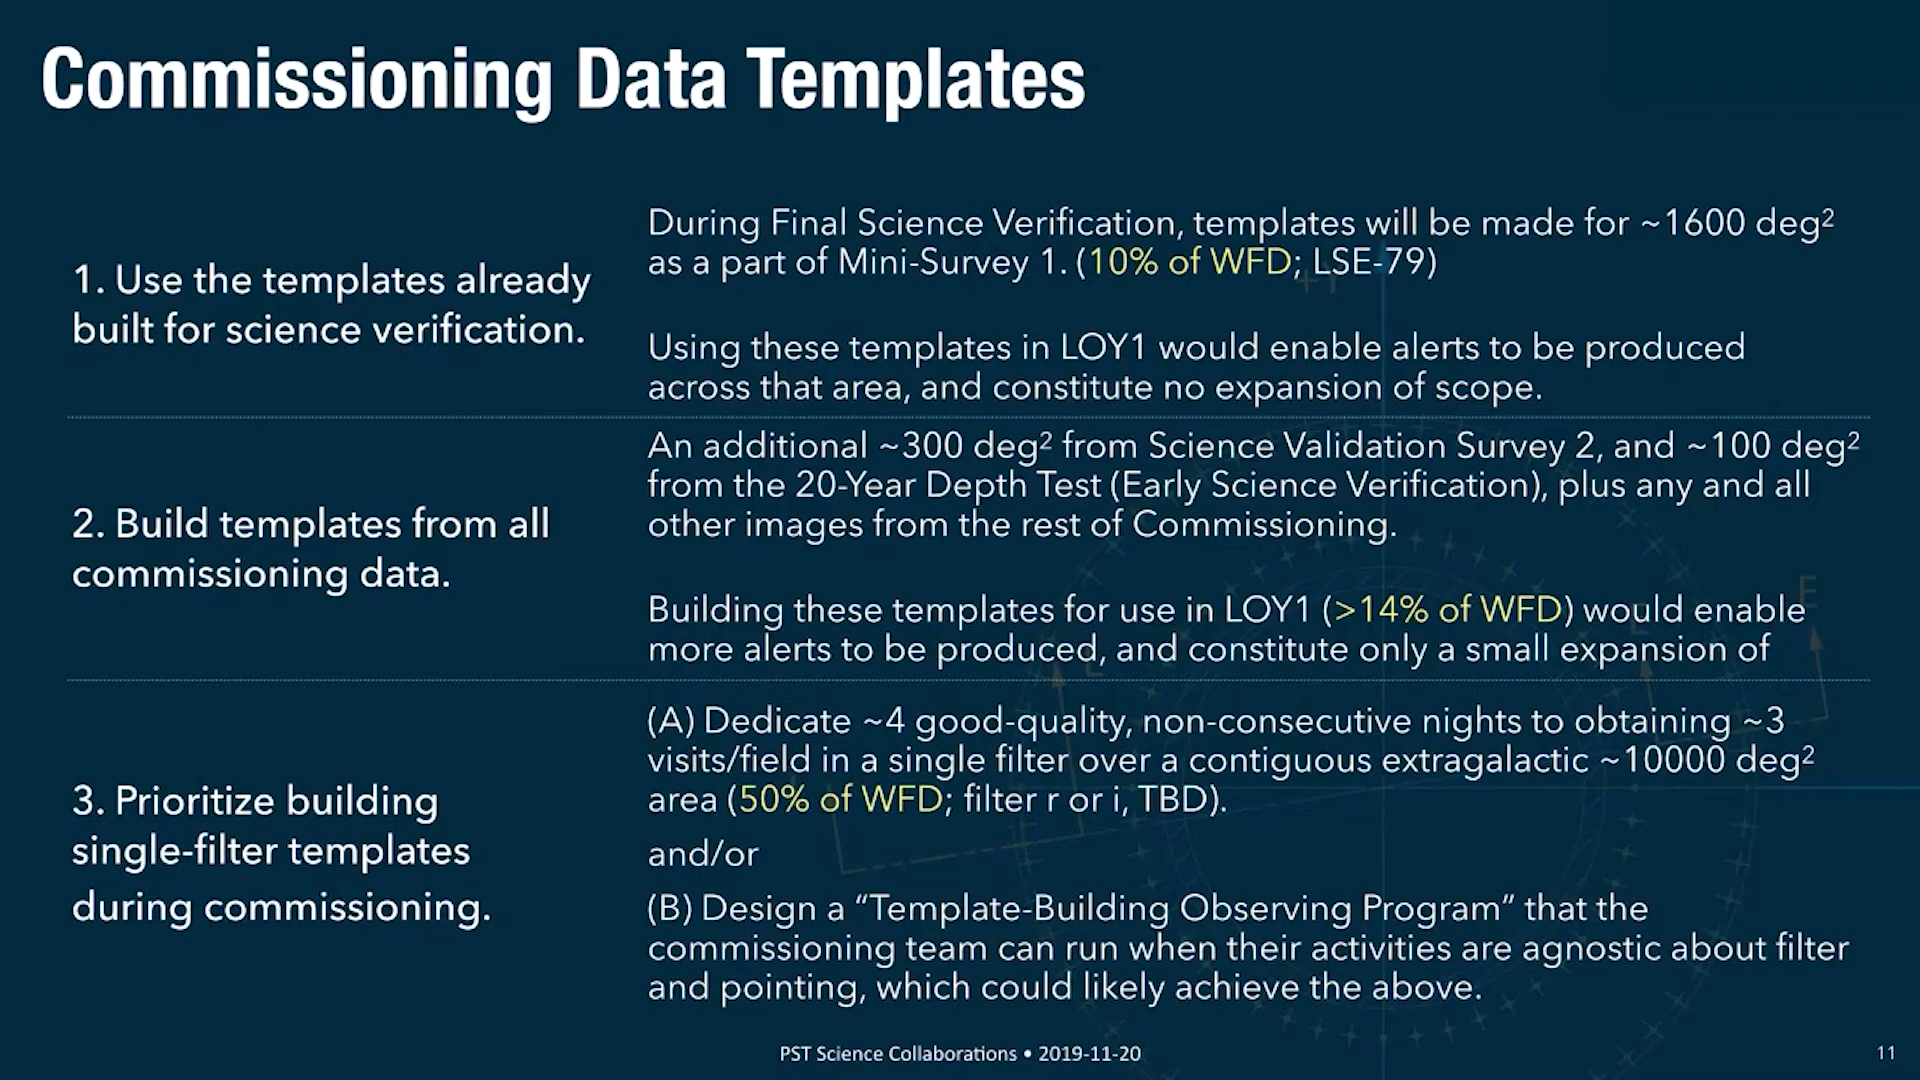 Commissioning Data Templates
1. Use the templates already
built for science verification.
During Final Science Verification, templates will be made for ~1600 deg²
as a part of Mini-Survey 1. (10% of WFD; LSE-79)
Using these templates in LOY1 would enable alerts to be produced
across that area, and constitute no expansion of scope.
2. Build templates from all
commissioning data.
An additional ~300 deg² from Science Validation Survey 2, and ~100 deg²
from the 20-Year Depth Test (Early Science Verification), plus any and all
other images from the rest of Commissioning.
Building these templates for use in LOY1 (>14% of WFD) would enable
more alerts to be produced, and constitute only a small expansion of
3. Prioritize building
single-filter templates
during commissioning.
(A) Dedicate ~4 good-quality, non-consecutive nights to obtaining ~3
visits/field in a single filter over a contiguous extragalactic ~10000 deg²
area (50% of WFD; filter r or i, TBD).
and/or
(B) Design a “Template-Building Observing Program” that the
commissioning team can run when their activities are agnostic about filter
and pointing, which could likely achieve the above.
PST Science Collaborations • 2019-11-20
11